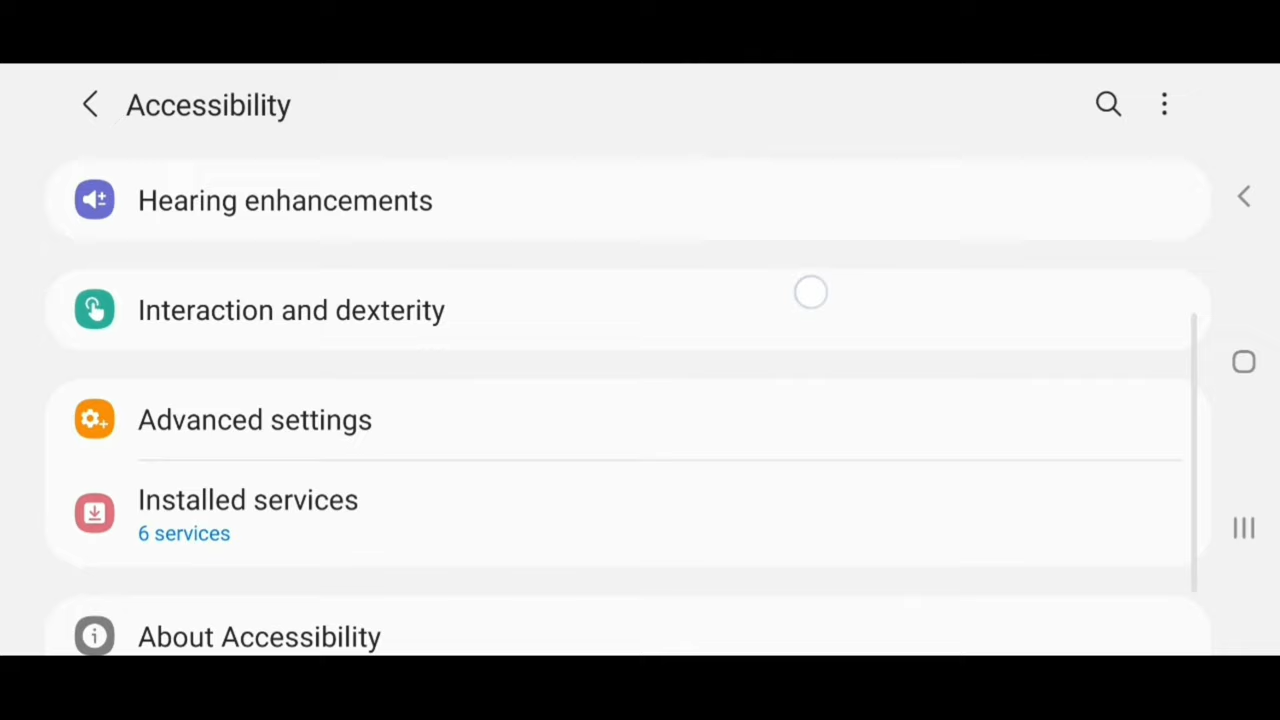 Accessibility
Hearing enhancements
Interaction and dexterity
Advanced settings
Installed services
6 services
About Accessibility